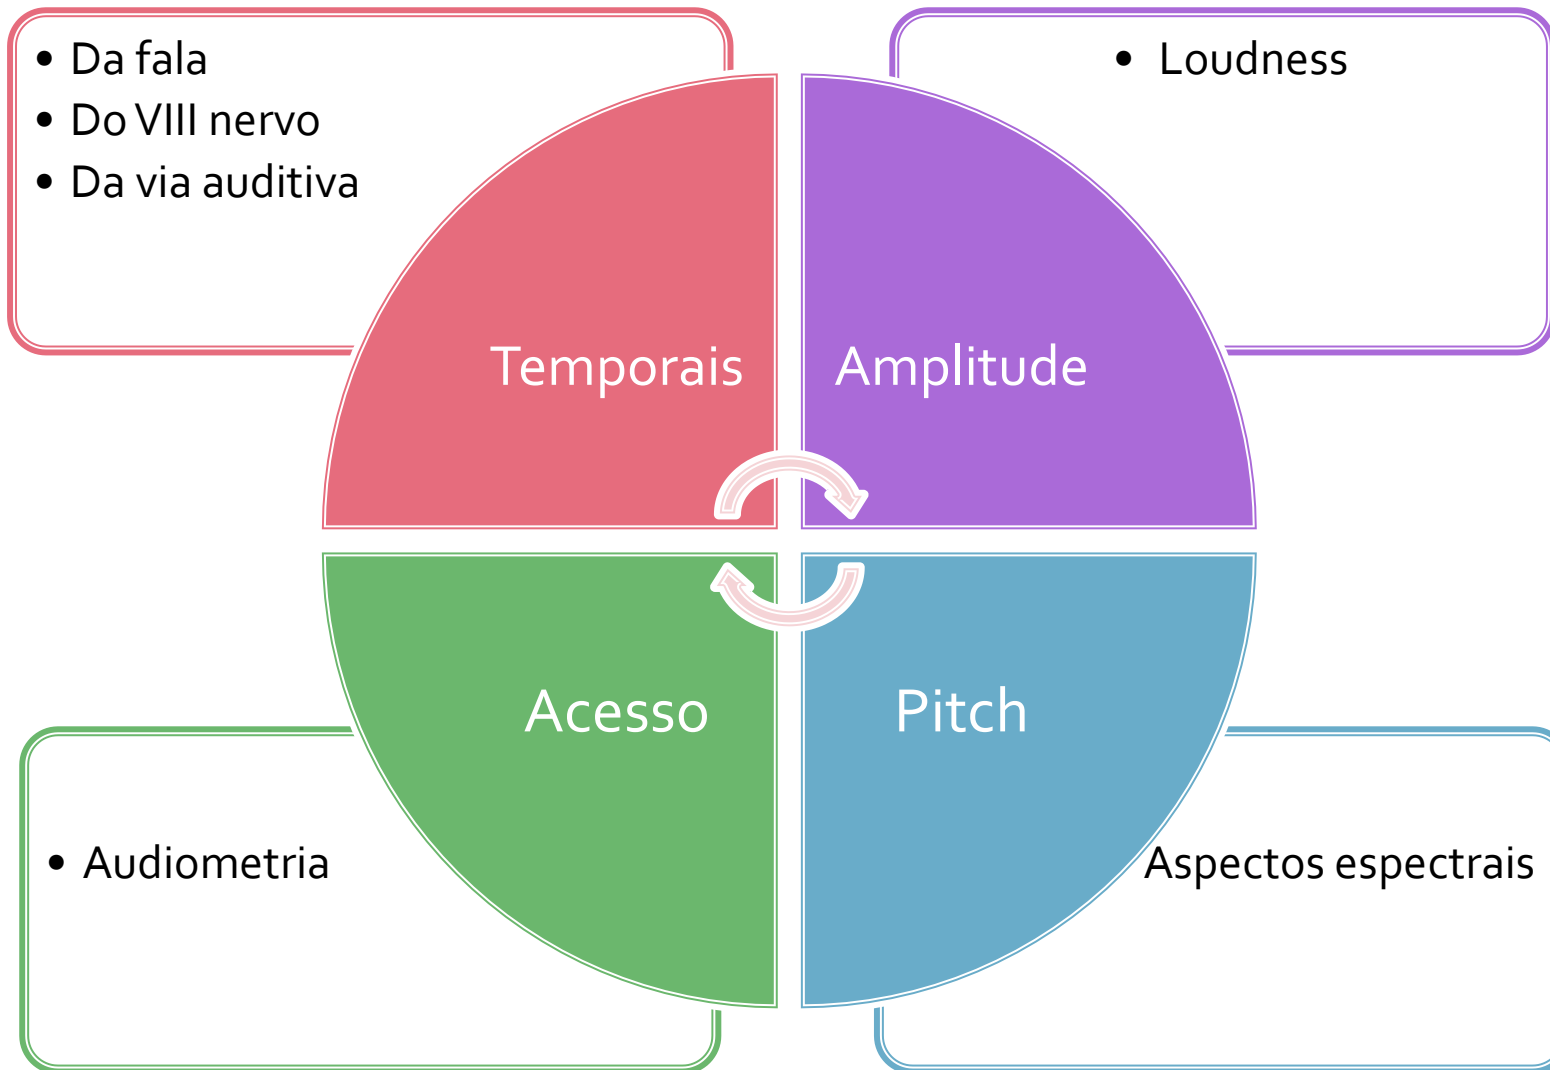 • Da fala
• Do VIII nervo
• Da via auditiva
• Loudness
Temporais
Amplitude
Acesso
Pitch
• Audiometria
Aspectos espectrais